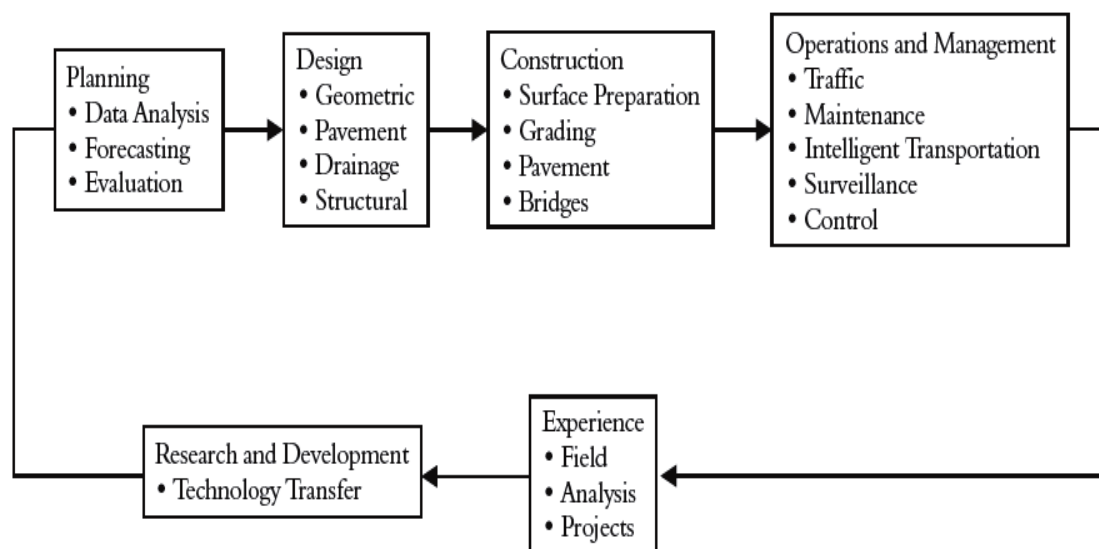 Planning
• Data Analysis
• Forecasting
• Evaluation
Design
• Geometric
• Pavement
• Drainage
• Structural
Construction
• Surface Preparation
• Grading
• Pavement
• Bridges
Operations and Management
• Traffic
• Maintenance
• Intelligent Transportation
• Surveillance
• Control
Experience
• Field
• Analysis
• Projects
Research and Development
• Technology Transfer